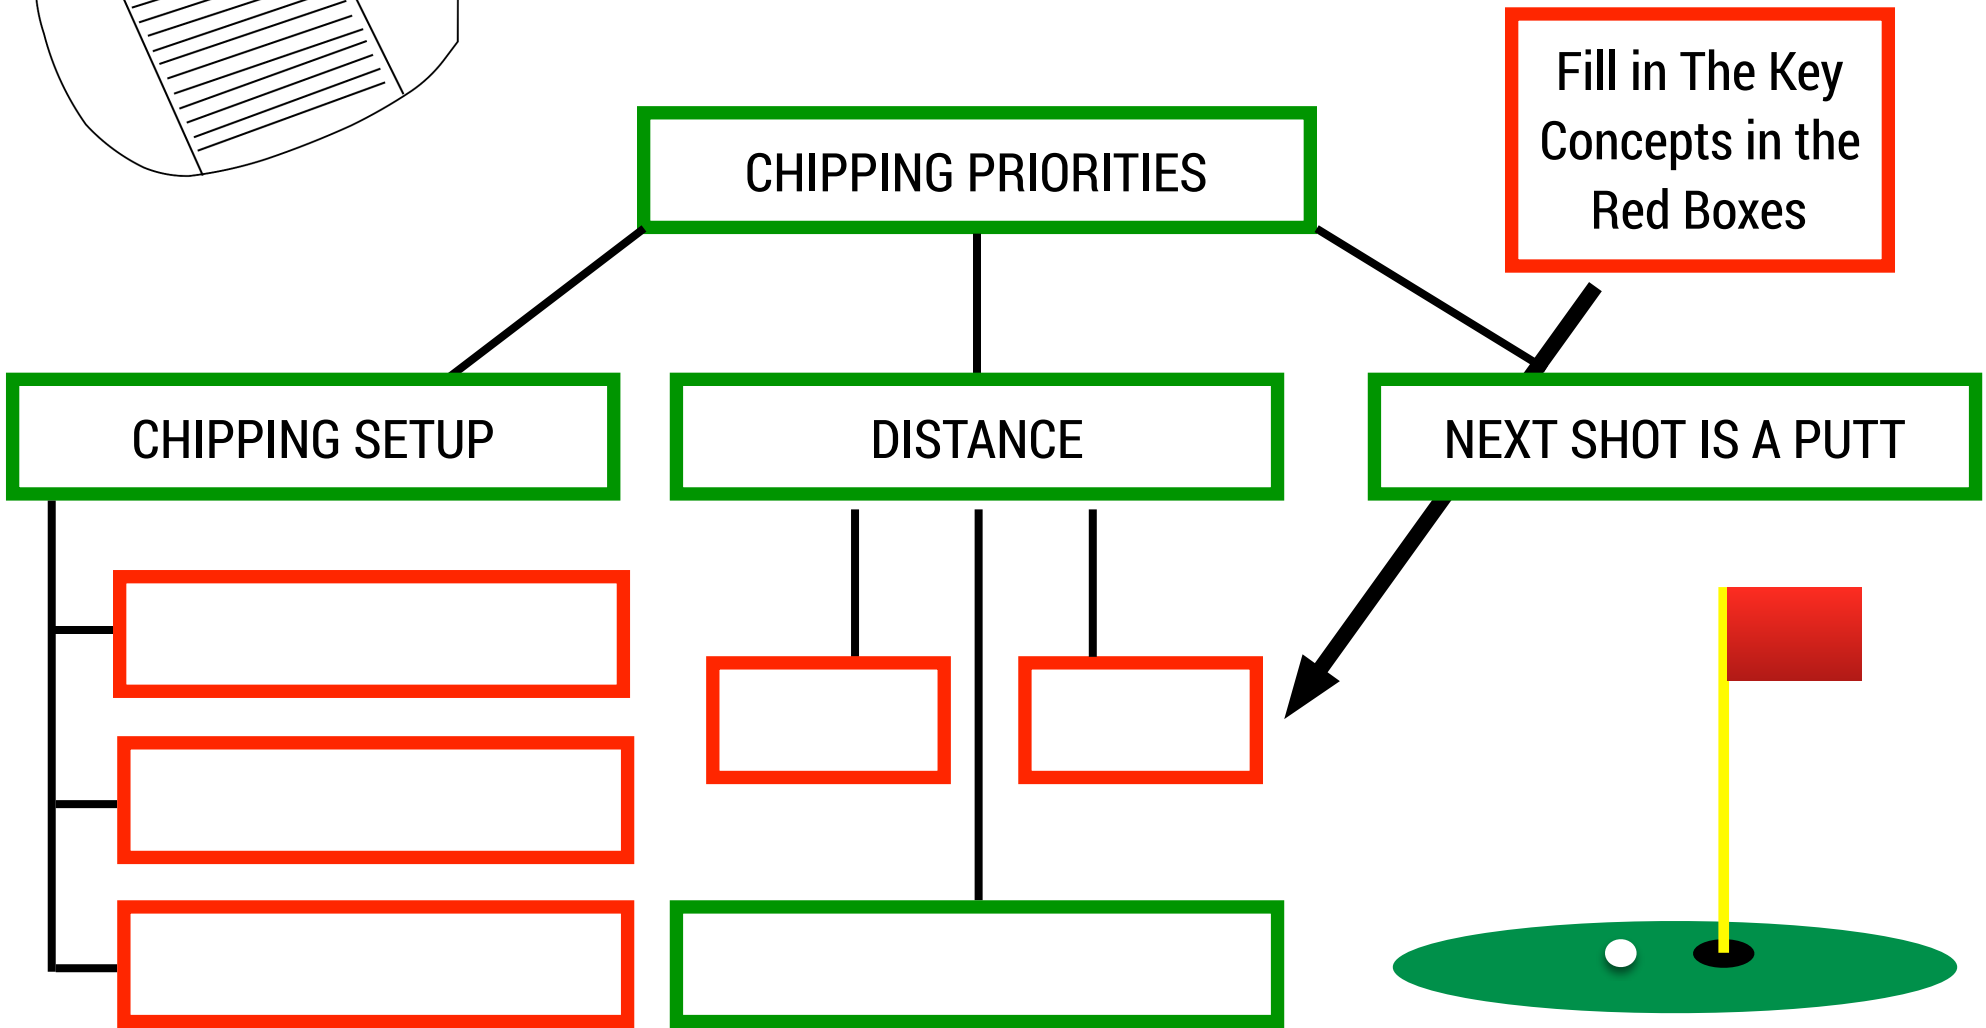 Fill in The Key
Concepts in the
Red Boxes
CHIPPING PRIORITIES
CHIPPING SETUP
DISTANCE
NEXT SHOT IS A PUTT